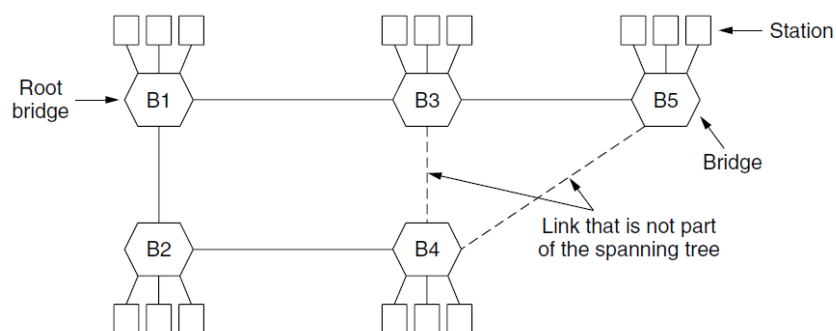 Station
Root
bridge
B1
B3
B5
Bridge
Link that is not part
of the spanning tree
B2
B4